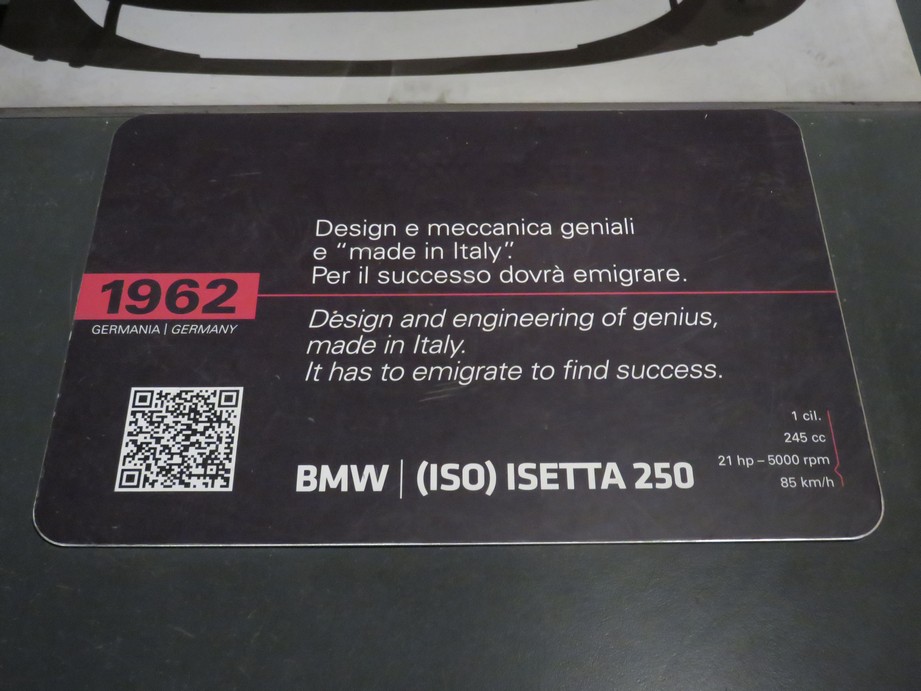 Design e meccanica geniali
e “made in Italy”.
Per il successo dovrà emigrare.
1962
GERMANIA | GERMANY
Design and engineering of genius,
made in Italy.
It has to emigrate to find success.
BMW | (ISO) ISETTA 250
1 cil.
245 cc
21 hp – 5000 rpm
85 km/h